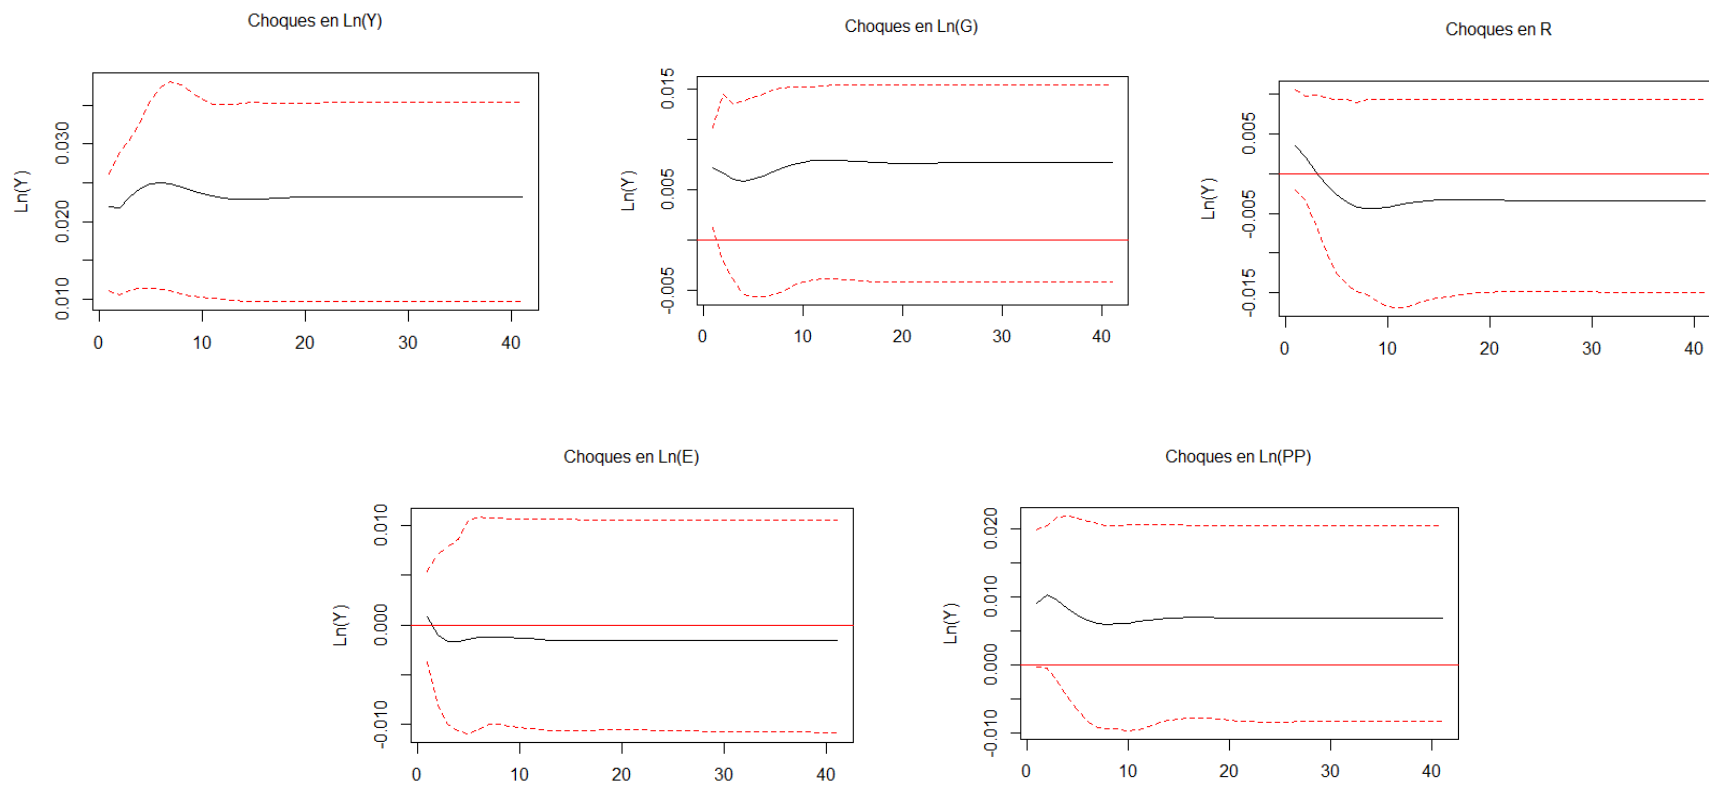 Choques en Ln(Y)
Ln(Y)
0.010 0.020 0.030
0 10 20 30 40
Choques en Ln(G)
Ln(Y)
-0.005 0.005 0.015
0 10 20 30 40
Choques en R
Ln(Y)
-0.015 -0.005 0.005
0 10 20 30 40
Choques en Ln(E)
Ln(Y)
-0.010 0.000 0.010
0 10 20 30 40
Choques en Ln(PP)
Ln(Y)
-0.010 0.000 0.010 0.020
0 10 20 30 40